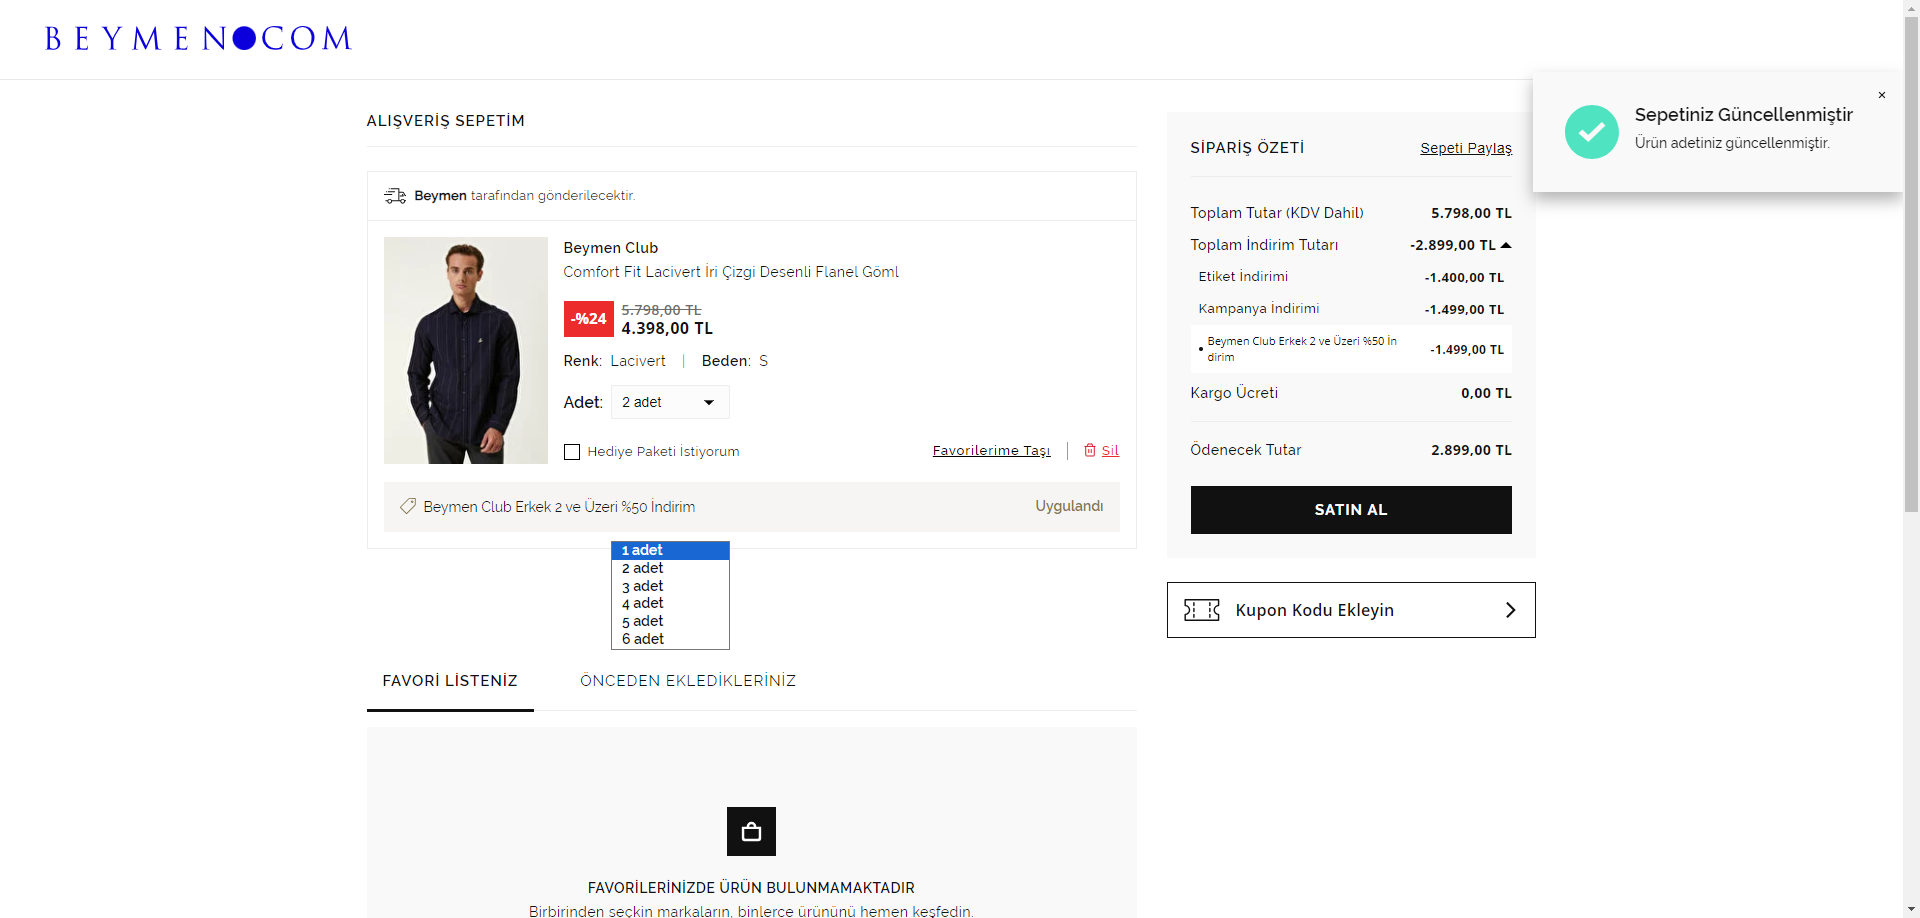 BEYMEN COM
Sepetiniz Güncellenmiştir
×
Ürün adetiniz güncellenmiştir.
ALIŞVERİŞ SEPETİM
Beymen tarafından gönderilecektir.
Beymen Club
Comfort Fit Lacivert İri Çizgi Desenli Flanel Göml
-%24
5.798,00 TL
4.398,00 TL
Renk: Lacivert | Beden: S
Adet: 2 adet
Hediye Paketi İstiyorum
Favorilerime Taşı | Sil
Beymen Club Erkek 2 ve Üzeri %50 İndirim Uygulandı
1 adet
2 adet
3 adet
4 adet
5 adet
6 adet
SİPARİŞ ÖZETİ Sepeti Paylaş
Toplam Tutar (KDV Dahil) 5.798,00 TL
Toplam İndirim Tutarı -2.899,00 TL
Etiket İndirimi -1.400,00 TL
Kampanya İndirimi -1.499,00 TL
• Beymen Club Erkek 2 ve Üzeri %50 İn
dirim -1.499,00 TL
Kargo Ücreti 0,00 TL
Ödenecek Tutar 2.899,00 TL
SATIN AL
Kupon Kodu Ekleyin
FAVORİ LİSTENİZ ÖNCEDEN EKLEDİKLERİNİZ
FAVORİLERİNİZDE ÜRÜN BULUNMAMAKTADIR
Birbirinden seçkin markaların, binlerce ürününü hemen keşfedin.